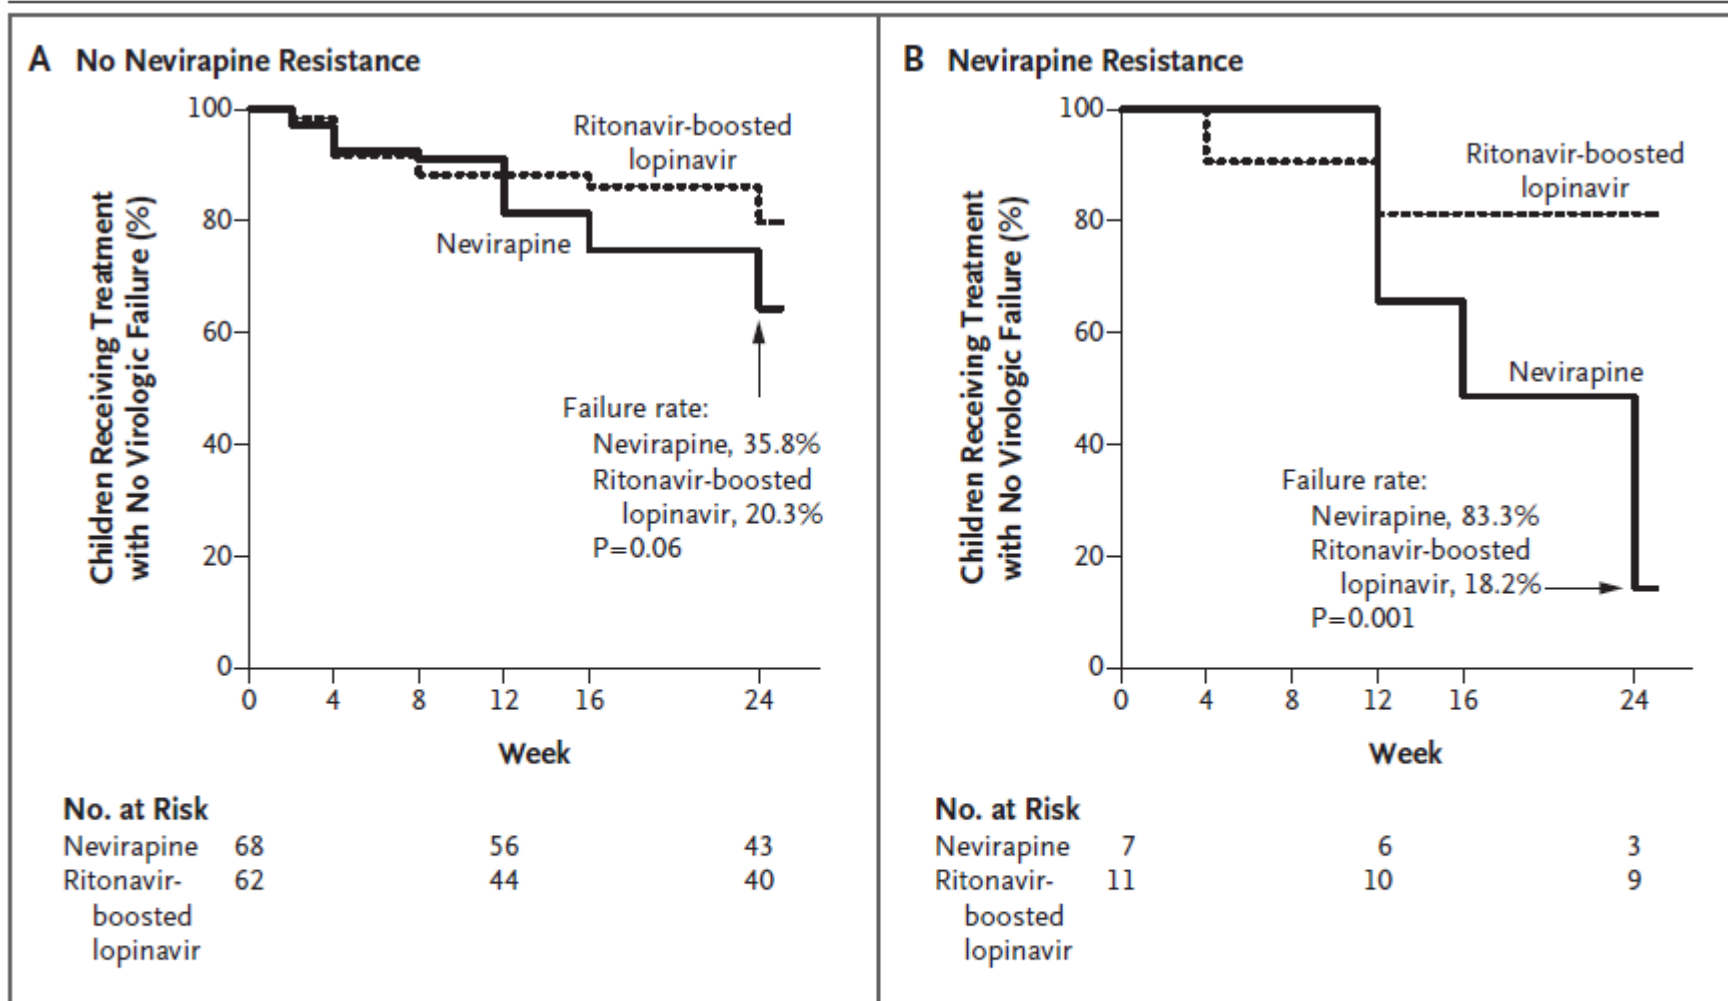 A No Nevirapine Resistance
Children Receiving Treatment
with No Virologic Failure (%)
100
80
60
40
20
0
Ritonavir-boosted
lopinavir
Nevirapine
Failure rate:
Nevirapine, 35.8%
Ritonavir-boosted
lopinavir, 20.3%
P=0.06
0 4 8 12 16 24
Week
No. at Risk
Nevirapine 68 56 43
Ritonavir- 62 44 40
boosted
lopinavir
B Nevirapine Resistance
Children Receiving Treatment
with No Virologic Failure (%)
100
80
60
40
20
0
Ritonavir-boosted
lopinavir
Nevirapine
Failure rate:
Nevirapine, 83.3%
Ritonavir-boosted
lopinavir, 18.2%
P=0.001
0 4 8 12 16 24
Week
No. at Risk
Nevirapine 7 6 3
Ritonavir- 11 10 9
boosted
lopinavir